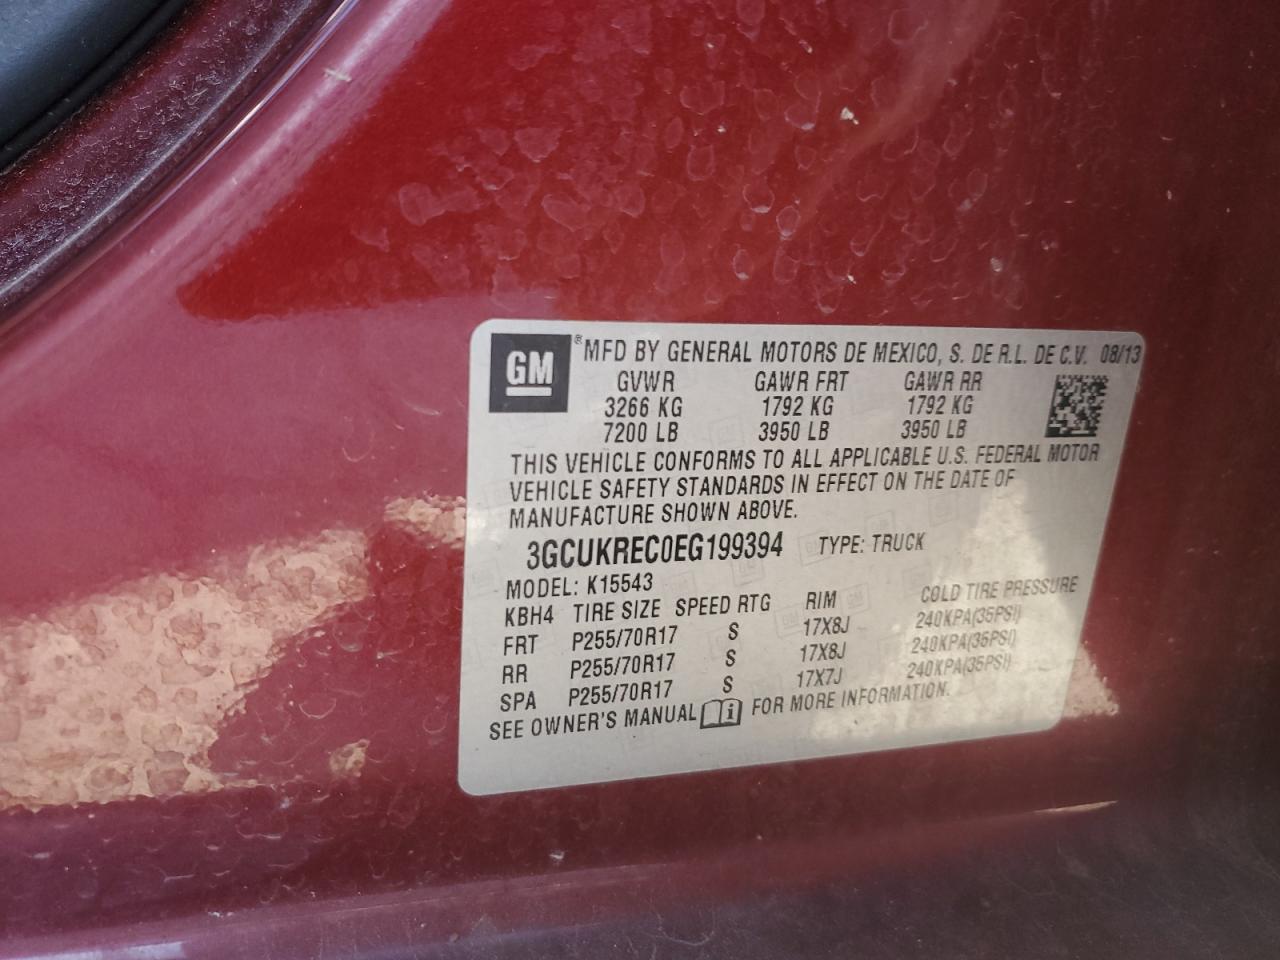 GM ® MFD BY GENERAL MOTORS DE MEXICO, S. DE R.L. DE C.V. 08/13
GVWR GAWR FRT GAWR RR
3266 KG 1792 KG 1792 KG
7200 LB 3950 LB 3950 LB
THIS VEHICLE CONFORMS TO ALL APPLICABLE U.S. FEDERAL MOTOR
VEHICLE SAFETY STANDARDS IN EFFECT ON THE DATE OF
MANUFACTURE SHOWN ABOVE.
3GCUKREC0EG199394 TYPE: TRUCK
MODEL: K15543
KBH4 TIRE SIZE SPEED RTG RIM COLD TIRE PRESSURE
FRT P255/70R17 S 17X8J 240KPA(35PSI)
RR P255/70R17 S 17X8J 240KPA(35PSI)
SPA P255/70R17 S 17X7J 240KPA(35PSI)
SEE OWNER'S MANUAL i FOR MORE INFORMATION.